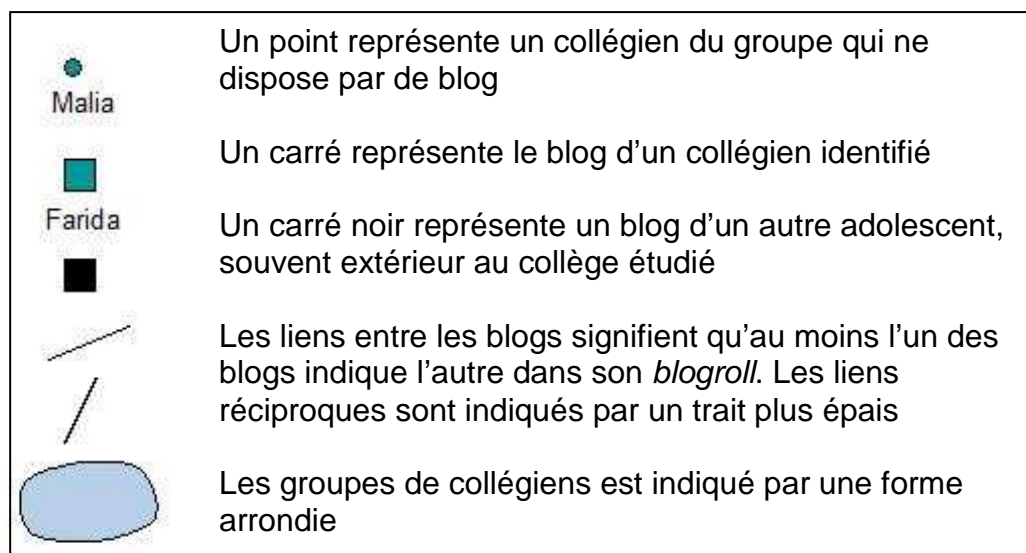 Malia
Un point représente un collégien du groupe qui ne
dispose par de blog
Un carré représente le blog d’un collégien identifié
Farida
Un carré noir représente un blog d’un autre adolescent,
souvent extérieur au collège étudié
Les liens entre les blogs signifient qu’au moins l’un des
blogs indique l’autre dans son blogroll. Les liens
réciproques sont indiqués par un trait plus épais
Les groupes de collégiens est indiqué par une forme
arrondie